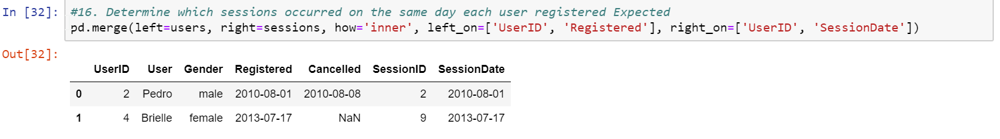 In [32]: #16. Determine which sessions occurred on the same day each user registered Expected
pd.merge(left=users, right=sessions, how='inner', left_on=['UserID', 'Registered'], right_on=['UserID', 'SessionDate'])
Out[32]:
UserID User Gender Registered Cancelled SessionID SessionDate
0 2 Pedro male 2010-08-01 2010-08-08 2 2010-08-01
1 4 Brielle female 2013-07-17 NaN 9 2013-07-17